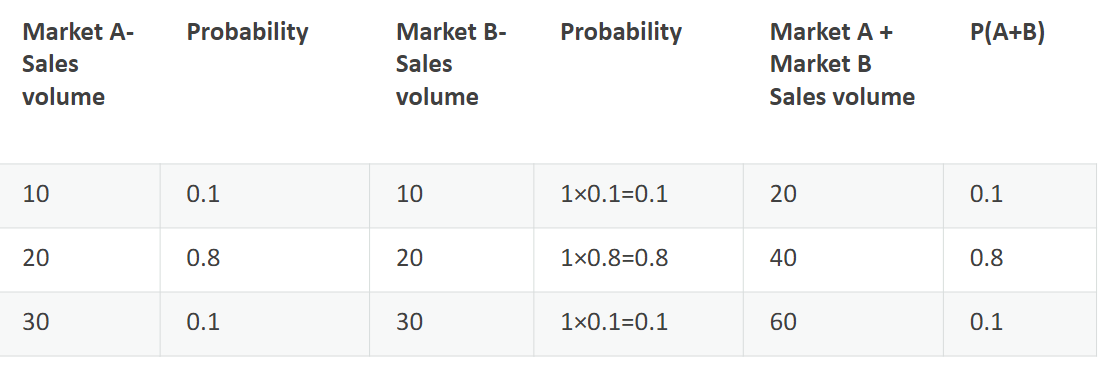 Market A- Probability Market B- Probability Market A + P(A+B)
Sales Sales Market B
volume volume Sales volume
10 0.1 10 1×0.1=0.1 20 0.1
20 0.8 20 1×0.8=0.8 40 0.8
30 0.1 30 1×0.1=0.1 60 0.1